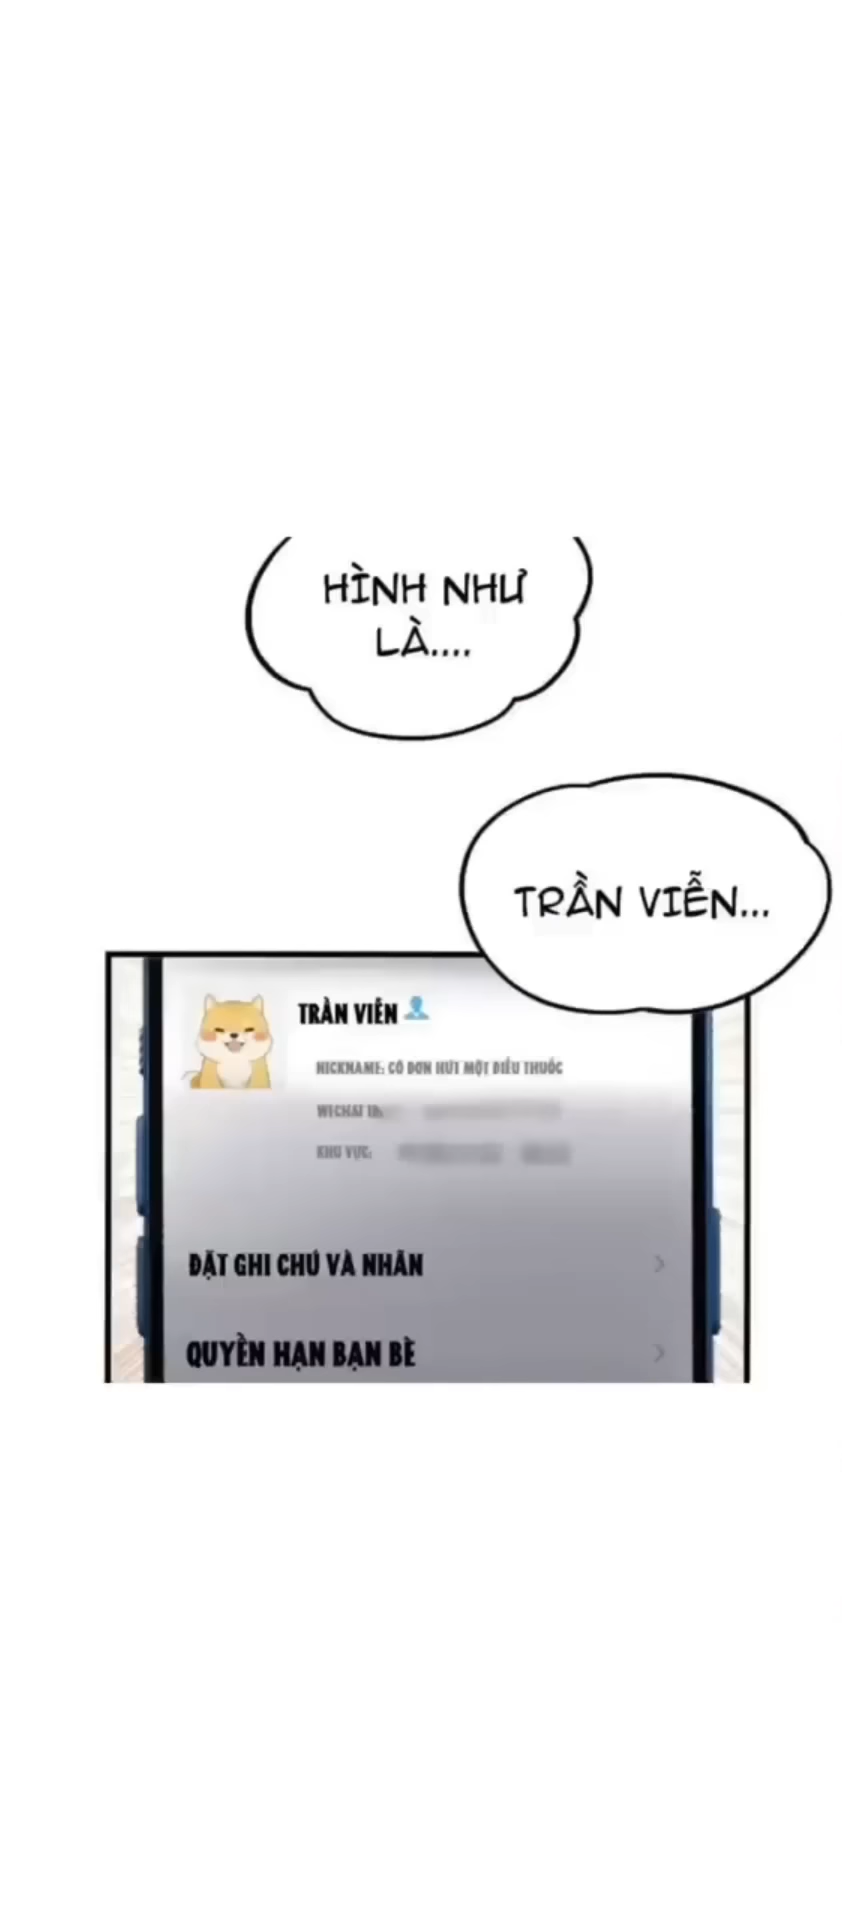 HÌNH NHƯ
LÀ....
TRẦN VIỄN...
TRẦN VIỄN
NICKNAME: CÔ ĐƠN HÚT MỘT ĐIẾU THUỐC
WECHAT
KHU VỰC:
ĐẶT GHI CHÚ VÀ NHÃN
QUYỀN HẠN BẠN BÈ